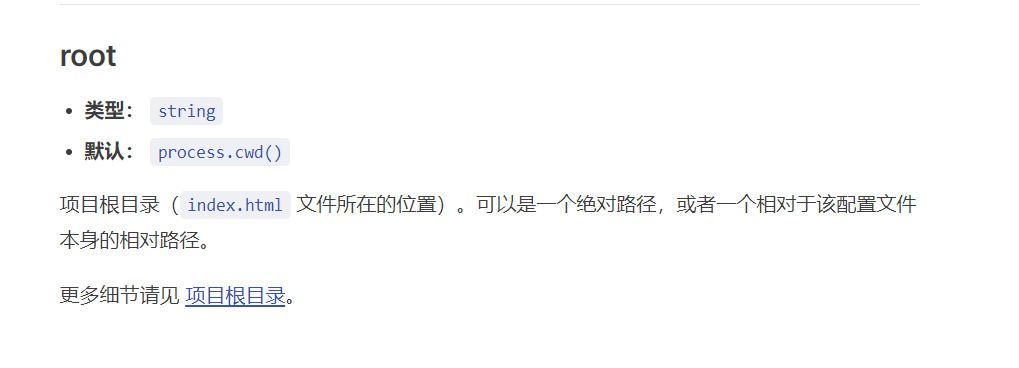 root
类型： string
默认： process.cwd()
项目根目录（index.html 文件所在的位置）。可以是一个绝对路径，或者一个相对于该配置文件
本身的相对路径。
更多细节请见 项目根目录。